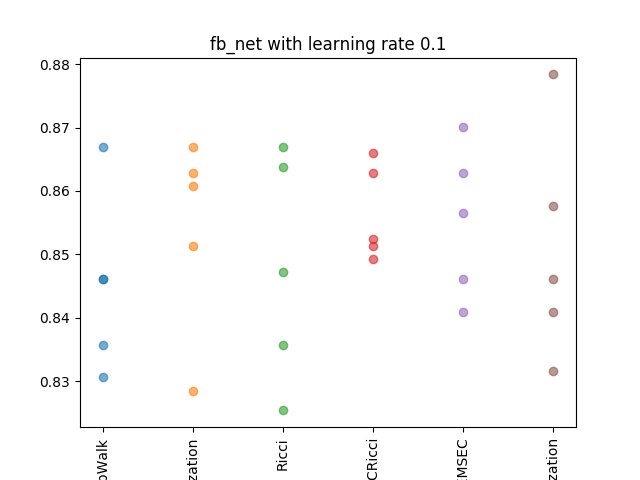 fb_net with learning rate 0.1
0.88
0.87
0.86
0.85
0.84
0.83
oWalk
zation
Ricci
CRicci
MSEC
zation